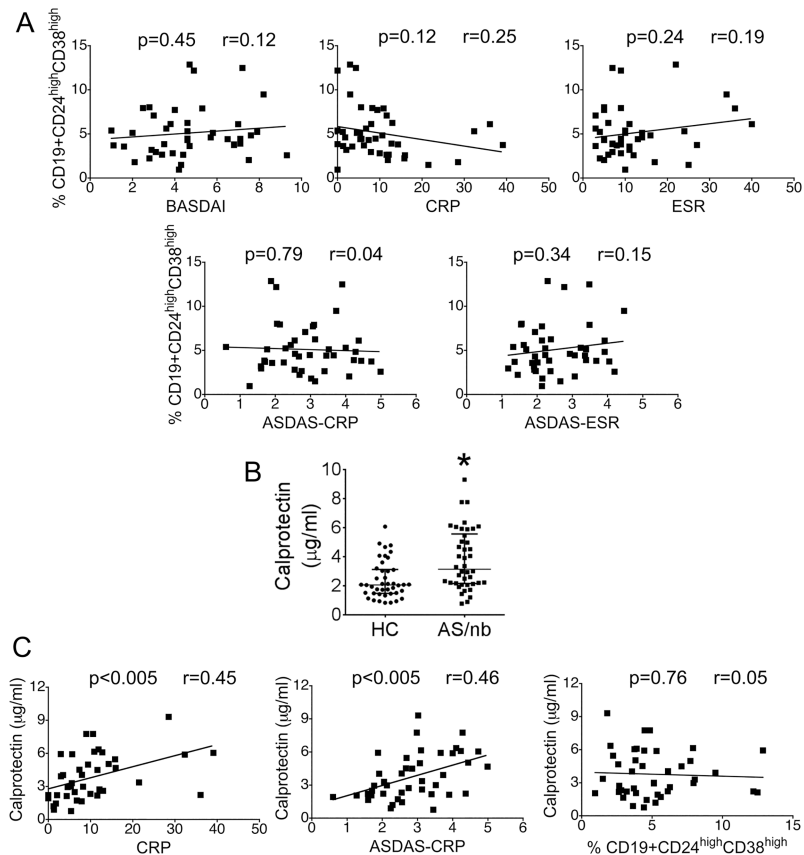 A
p=0.45 r=0.12
p=0.12 r=0.25
p=0.24 r=0.19
% CD19+CD24highCD38high
15
10
5
0
0 2 4 6 8 10
BASDAI
15
10
5
0
0 10 20 30 40 50
CRP
15
10
5
0
0 10 20 30 40 50
ESR
p=0.79 r=0.04
p=0.34 r=0.15
% CD19+CD24highCD38high
15
10
5
0
0 1 2 3 4 5 6
ASDAS-CRP
15
10
5
0
0 1 2 3 4 5 6
ASDAS-ESR
B
Calprotectin
(μg/ml)
10
8
6
4
2
0
*
HC AS/nb
C
p<0.005 r=0.45
p<0.005 r=0.46
p=0.76 r=0.05
Calprotectin (μg/ml)
12
9
6
3
0
0 10 20 30 40 50
CRP
Calprotectin (μg/ml)
12
9
6
3
0
0 1 2 3 4 5 6
ASDAS-CRP
Calprotectin (μg/ml)
12
9
6
3
0
0 5 10 15
% CD19+CD24highCD38high